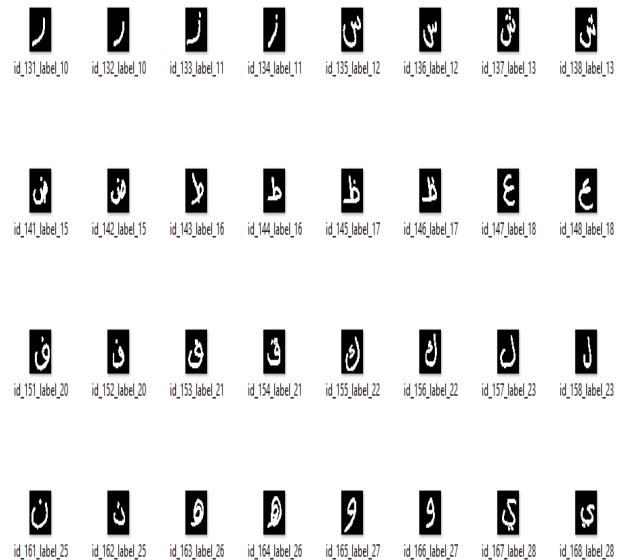 ر ر ز ز س س ش ش
id_131_label_10 id_132_label_10 id_133_label_11 id_134_label_11 id_135_label_12 id_136_label_12 id_137_label_13 id_138_label_13
ض ض ط ط ظ ظ ع ع
id_141_label_15 id_142_label_15 id_143_label_16 id_144_label_16 id_145_label_17 id_146_label_17 id_147_label_18 id_148_label_18
ف ف ق ق ك ك ل ل
id_151_label_20 id_152_label_20 id_153_label_21 id_154_label_21 id_155_label_22 id_156_label_22 id_157_label_23 id_158_label_23
ن ن ه ه و و ي ي
id_161_label_25 id_162_label_25 id_163_label_26 id_164_label_26 id_165_label_27 id_166_label_27 id_167_label_28 id_168_label_28